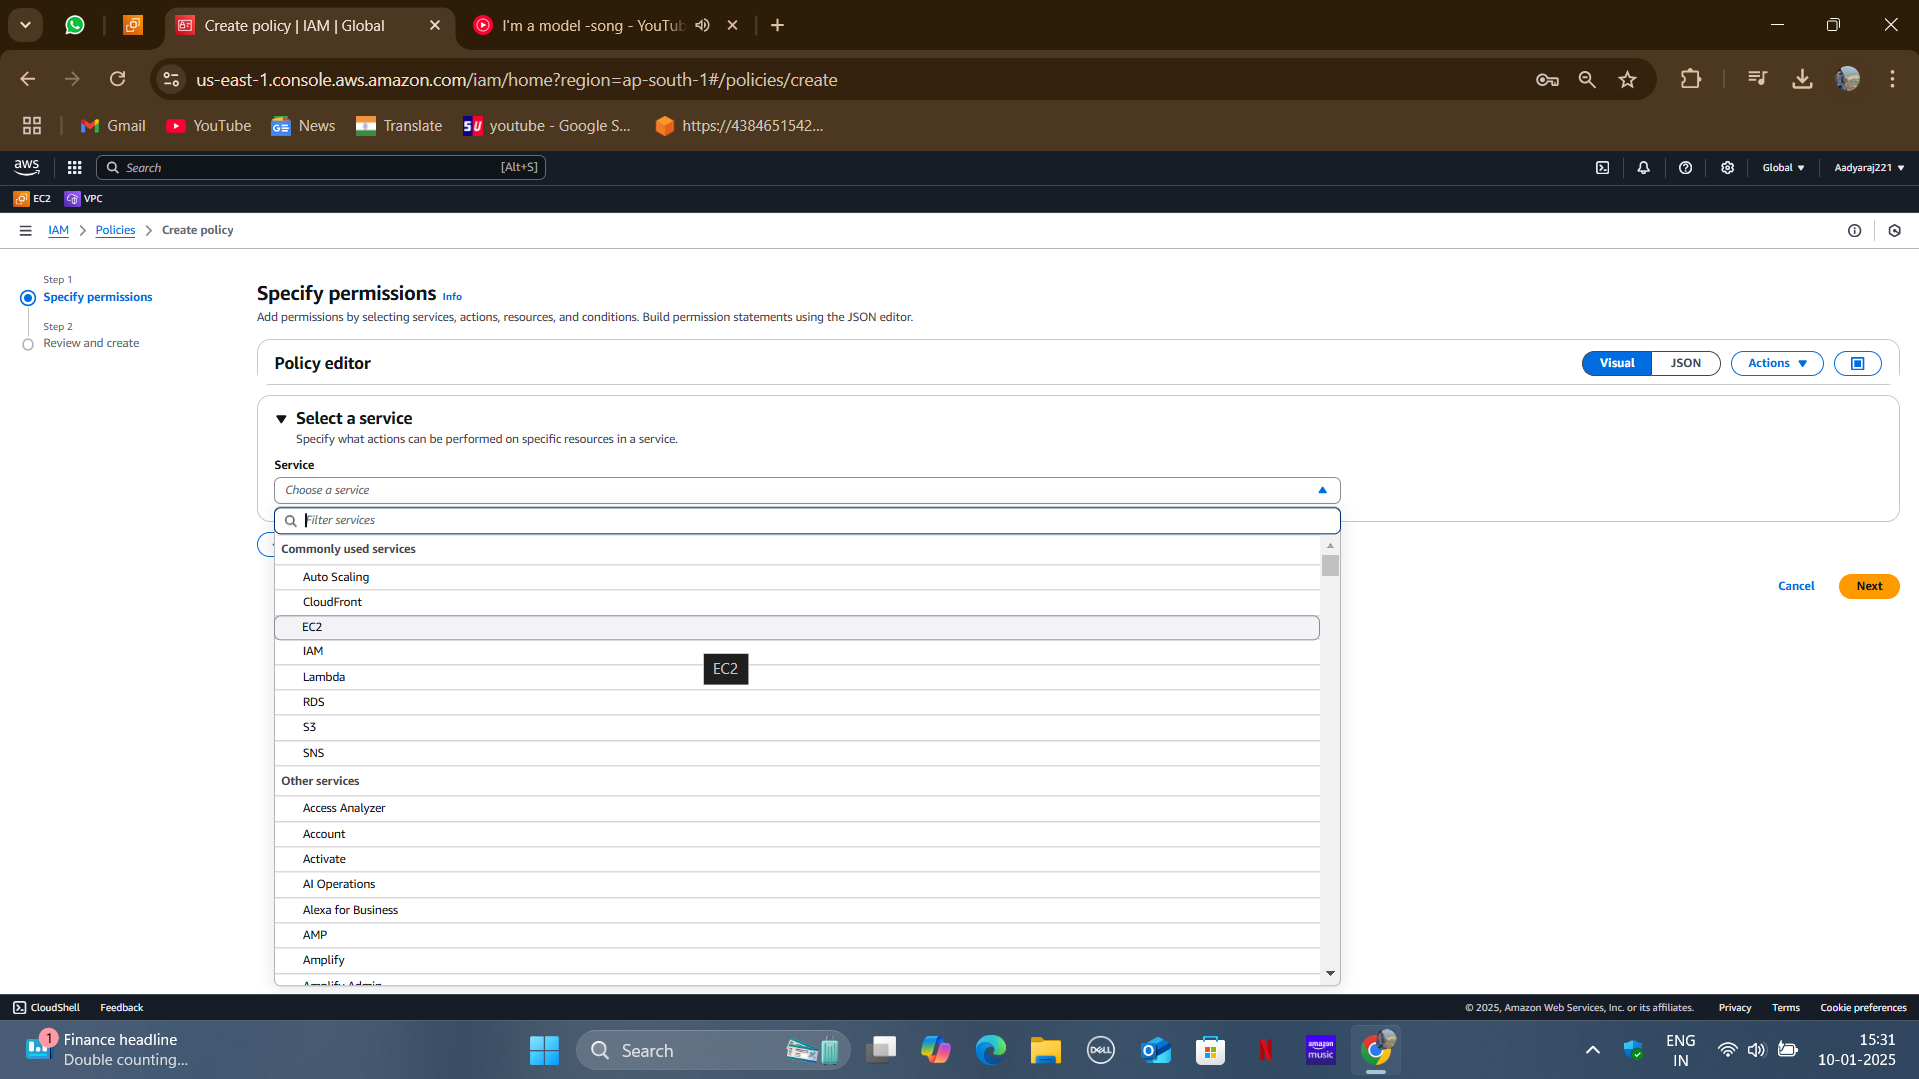 Create policy | IAM | Global
I'm a model -song - YouTub
us-east-1.console.aws.amazon.com/iam/home?region=ap-south-1#/policies/create
Gmail
YouTube
News
Translate
youtube - Google S...
https://4384651542...
aws
Search
[Alt+S]
Global
Aadyaraj221
EC2
VPC
IAM
Policies
Create policy
Step 1
Specify permissions
Step 2
Review and create
Specify permissions Info
Add permissions by selecting services, actions, resources, and conditions. Build permission statements using the JSON editor.
Policy editor
Visual
JSON
Actions
Select a service
Specify what actions can be performed on specific resources in a service.
Service
Choose a service
Filter services
Commonly used services
Auto Scaling
CloudFront
EC2
IAM
EC2
Lambda
RDS
S3
SNS
Other services
Access Analyzer
Account
Activate
AI Operations
Alexa for Business
AMP
Amplify
Amplify Admin
Cancel
Next
CloudShell
Feedback
© 2025, Amazon Web Services, Inc. or its affiliates.
Privacy
Terms
Cookie preferences
1
Finance headline
Double counting...
Search
DELL
amazon
music
ENG
IN
15:31
10-01-2025